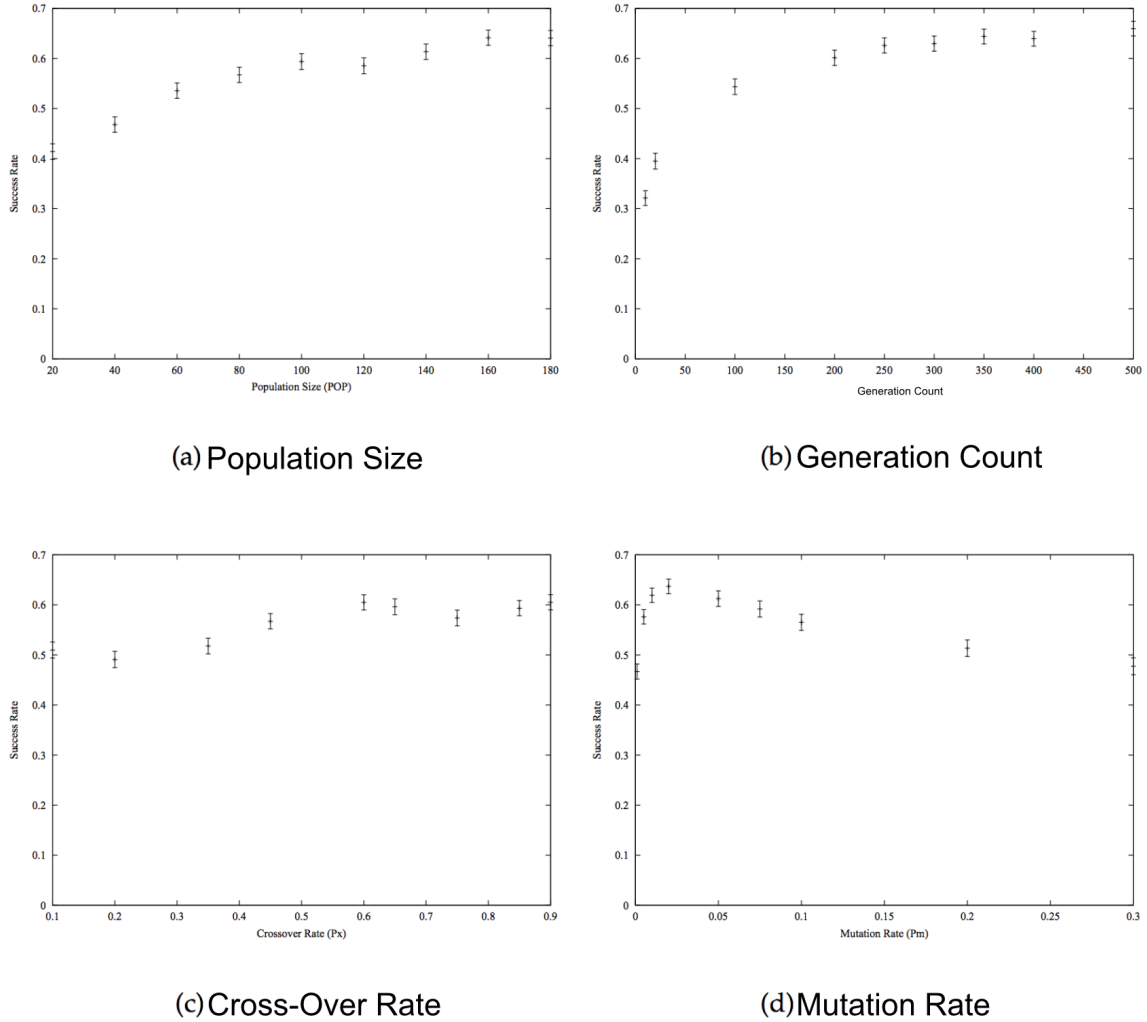 0.7
0.6
0.5
0.4
0.3
0.2
0.1
0
Success Rate
20 40 60 80 100 120 140 160 180
Population Size (POP)
(a) Population Size
0.7
0.6
0.5
0.4
0.3
0.2
0.1
0
Success Rate
0 50 100 150 200 250 300 350 400 450 500
Generation Count
(b) Generation Count
0.7
0.6
0.5
0.4
0.3
0.2
0.1
0
Success Rate
0.1 0.2 0.3 0.4 0.5 0.6 0.7 0.8 0.9
Crossover Rate (Px)
(c) Cross-Over Rate
0.7
0.6
0.5
0.4
0.3
0.2
0.1
0
Success Rate
0 0.05 0.1 0.15 0.2 0.25 0.3
Mutation Rate (Pm)
(d) Mutation Rate